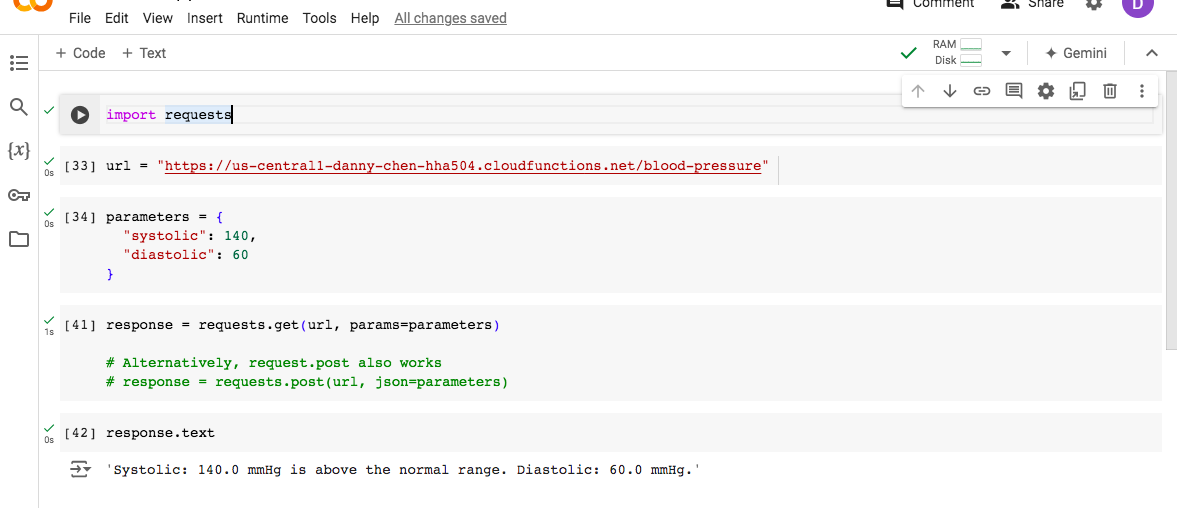 Comment Share D
File Edit View Insert Runtime Tools Help All changes saved
+ Code + Text
RAM
Disk
Gemini
import requests
[33] url = "https://us-central1-danny-chen-hha504.cloudfunctions.net/blood-pressure"
0s
[34] parameters = {
0s
"systolic": 140,
"diastolic": 60
}
[41] response = requests.get(url, params=parameters)
1s
# Alternatively, request.post also works
# response = requests.post(url, json=parameters)
[42] response.text
0s
'Systolic: 140.0 mmHg is above the normal range. Diastolic: 60.0 mmHg.'